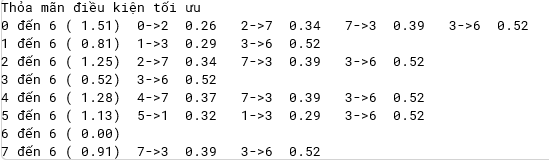 Thỏa mãn điều kiện tối ưu
0 đến 6 ( 1.51)  0->2  0.26   2->7  0.34   7->3  0.39   3->6  0.52
1 đến 6 ( 0.81)  1->3  0.29   3->6  0.52
2 đến 6 ( 1.25)  2->7  0.34   7->3  0.39   3->6  0.52
3 đến 6 ( 0.52)  3->6  0.52
4 đến 6 ( 1.28)  4->7  0.37   7->3  0.39   3->6  0.52
5 đến 6 ( 1.13)  5->1  0.32   1->3  0.29   3->6  0.52
6 đến 6 ( 0.00)
7 đến 6 ( 0.91)  7->3  0.39   3->6  0.52